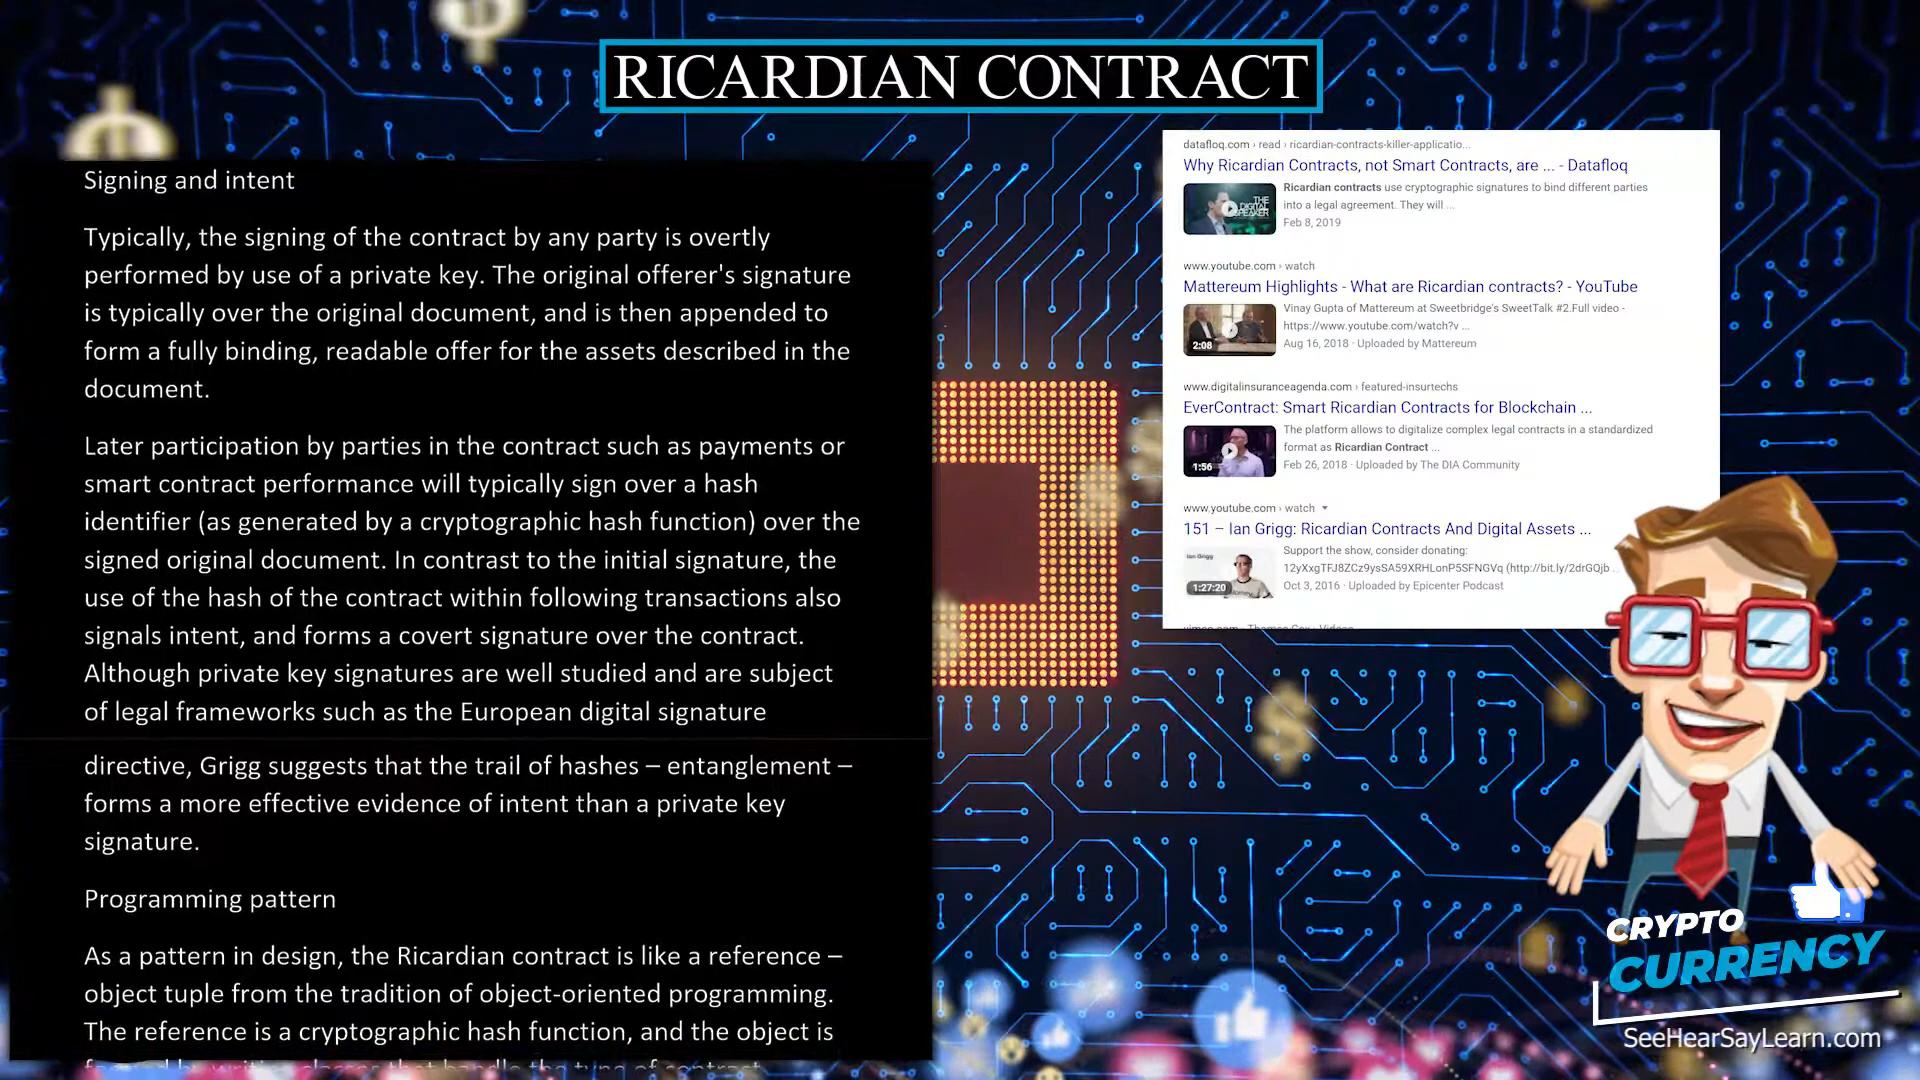 RICARDIAN CONTRACT
Signing and intent
Typically, the signing of the contract by any party is overtly
performed by use of a private key. The original offerer's signature
is typically over the original document, and is then appended to
form a fully binding, readable offer for the assets described in the
document.
Later participation by parties in the contract such as payments or
smart contract performance will typically sign over a hash
identifier (as generated by a cryptographic hash function) over the
signed original document. In contrast to the initial signature, the
use of the hash of the contract within following transactions also
signals intent, and forms a covert signature over the contract.
Although private key signatures are well studied and are subject
of legal frameworks such as the European digital signature
directive, Grigg suggests that the trail of hashes – entanglement –
forms a more effective evidence of intent than a private key
signature.
Programming pattern
As a pattern in design, the Ricardian contract is like a reference –
object tuple from the tradition of object-oriented programming.
The reference is a cryptographic hash function, and the object is
datafloq.com › read › ricardian-contracts-killer-applicatio...
Why Ricardian Contracts, not Smart Contracts, are ... - Datafloq
THE DIGITAL SPEAKER
Ricardian contracts use cryptographic signatures to bind different parties
into a legal agreement. They will ...
Feb 8, 2019
www.youtube.com › watch
Mattereum Highlights - What are Ricardian contracts? - YouTube
Vinay Gupta of Mattereum at Sweetbridge's SweetTalk #2.Full video -
https://www.youtube.com/watch?v ...
2:08
Aug 16, 2018 · Uploaded by Mattereum
www.digitalinsuranceagenda.com › featured-insurtechs
EverContract: Smart Ricardian Contracts for Blockchain ...
The platform allows to digitalize complex legal contracts in a standardized
format as Ricardian Contract ...
1:56
Feb 26, 2018 · Uploaded by The DIA Community
www.youtube.com › watch
151 – Ian Grigg: Ricardian Contracts And Digital Assets ...
Ian Grigg
Support the show, consider donating:
12yXxgTFJ8ZCz9ysSA59XRHLonP5SFNGVq (http://bit.ly/2drGQjb
1:27:20
Oct 3, 2016 · Uploaded by Epicenter Podcast
CRYPTO
CURRENCY
SeeHearSayLearn.com